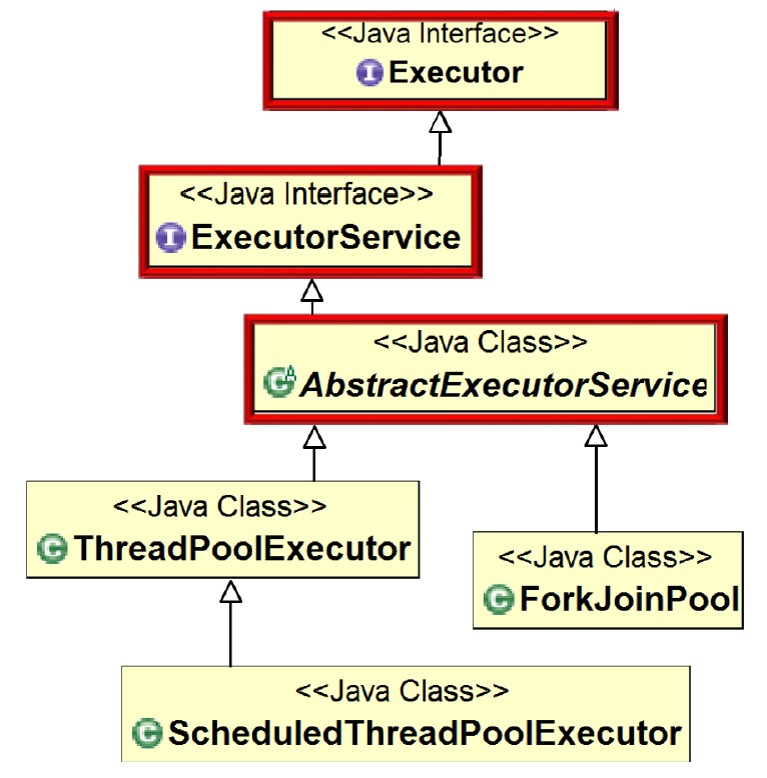 <<Java Interface>>
I Executor
<<Java Interface>>
I ExecutorService
<<Java Class>>
C A AbstractExecutorService
<<Java Class>>
C ThreadPoolExecutor
<<Java Class>>
C ForkJoinPool
<<Java Class>>
C ScheduledThreadPoolExecutor